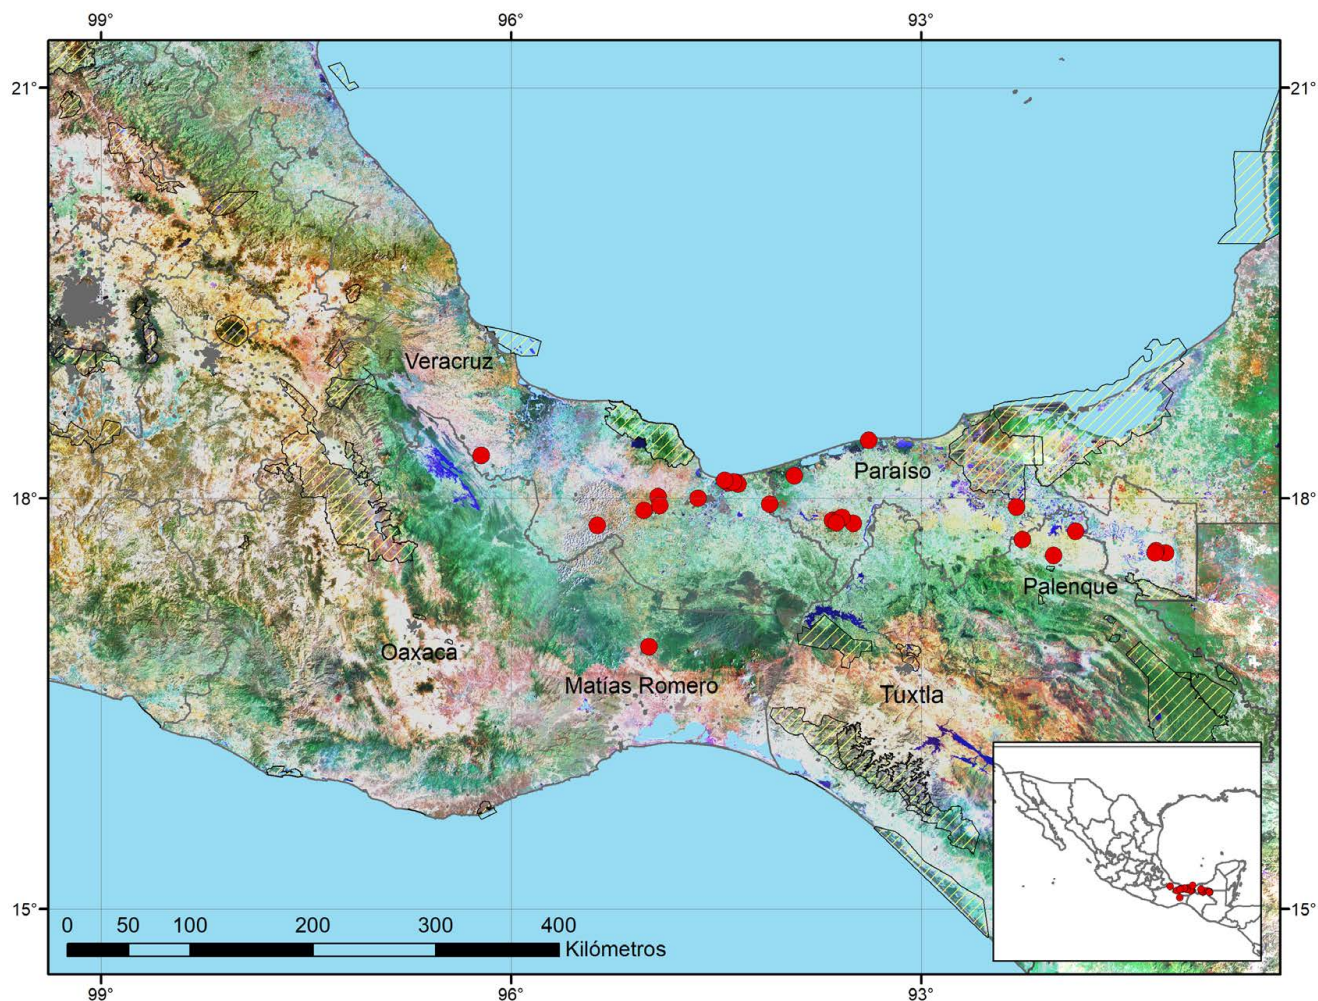 99° 96° 93°
21° 21°
Veracruz
Paraíso
18° 18°
Palenque
Oaxaca
Matías Romero
Tuxtla
15° 15°
0 50 100 200 300 400
Kilómetros
99° 96° 93°